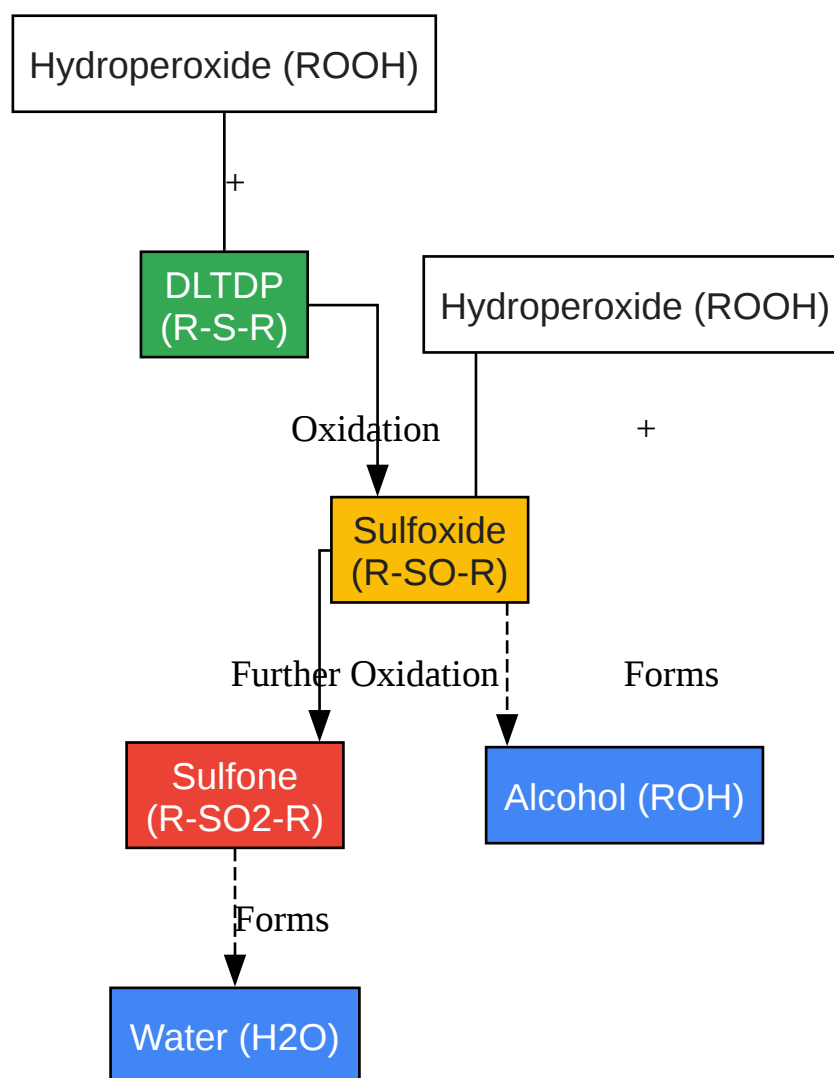 Hydroperoxide (ROOH)
+
DLTDP
(R-S-R)
Hydroperoxide (ROOH)
Oxidation
+
Sulfoxide
(R-SO-R)
Further Oxidation
Forms
Sulfone
(R-SO2-R)
Alcohol (ROH)
Forms
Water (H2O)